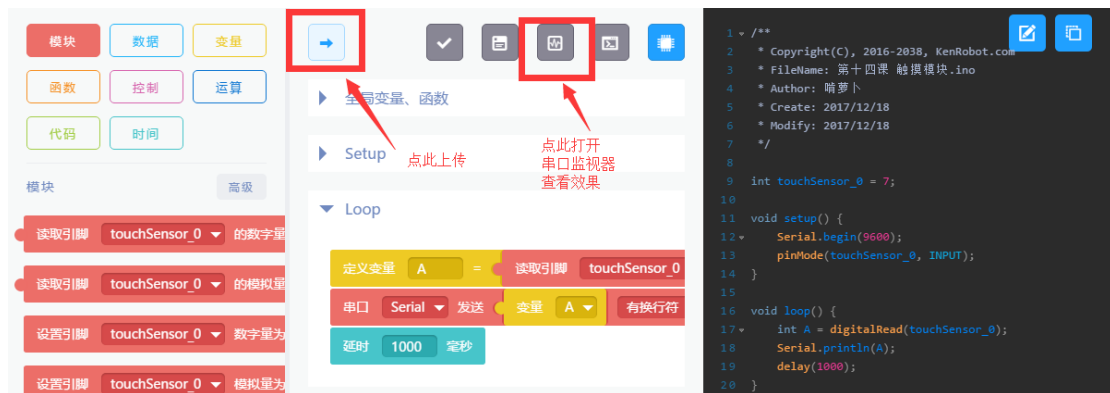 模块 数据 变量
函数 控制 运算
代码 时间
模块 高级
读取引脚 touchSensor_0 的数字量
读取引脚 touchSensor_0 的模拟量
设置引脚 touchSensor_0 数字量为
设置引脚 touchSensor_0 模拟量为
全局变量、函数
点此上传
点此打开
串口监视器
查看效果
Setup
Loop
定义变量 A = 读取引脚 touchSensor_0
串口 Serial 发送 变量 A 有换行符
延时 1000 毫秒
1 /**
2 * Copyright(C), 2016-2038, KenRobot.com
3 * FileName: 第十四课 触摸模块.ino
4 * Author: 啃萝卜
5 * Create: 2017/12/18
6 * Modify: 2017/12/18
7 */
8
9 int touchSensor_0 = 7;
10
11 void setup() {
12 Serial.begin(9600);
13 pinMode(touchSensor_0, INPUT);
14 }
15
16 void loop() {
17 int A = digitalRead(touchSensor_0);
18 Serial.println(A);
19 delay(1000);
20 }